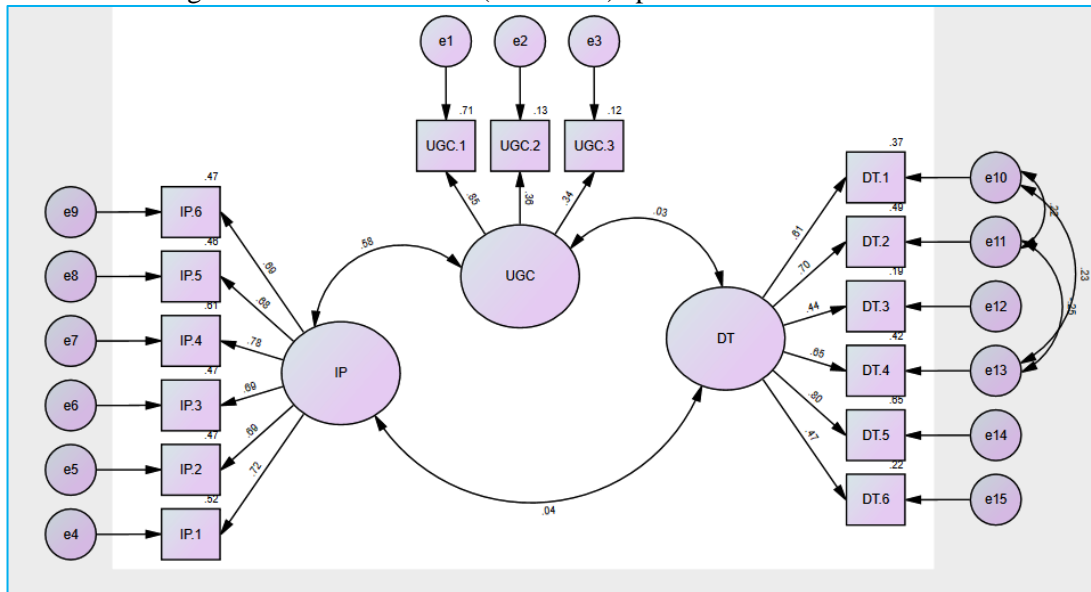 e1 e2 e3
.71 .13 .12
UGC.1 UGC.2 UGC.3
.85 .36 .34
UGC
.58
.03
.04
e9 IP.6 .47 .69
e8 IP.5 .46 .68
e7 IP.4 .61 .78
e6 IP.3 .47 .69
e5 IP.2 .47 .69
e4 IP.1 .52 .72
IP
DT
.61 DT.1 .37 e10
.70 DT.2 .49 e11
.44 DT.3 .19 e12
.65 DT.4 .42 e13
.80 DT.5 .65 e14
.47 DT.6 .22 e15
.23